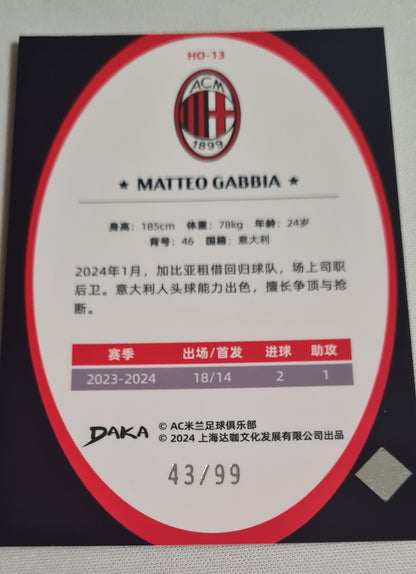 HO-13
ACM
1899
★ MATTEO GABBIA ★
身高：185cm 体重：78kg 年龄：24岁
背号：46 国籍：意大利
2024年1月，加比亚租借回归球队，场上司职
后卫。意大利人头球能力出色，擅长争顶与抢
断。
赛季 出场/首发 进球 助攻
2023-2024 18/14 2 1
DAKA
© AC米兰足球俱乐部
© 2024 上海达咖文化发展有限公司出品
43/99